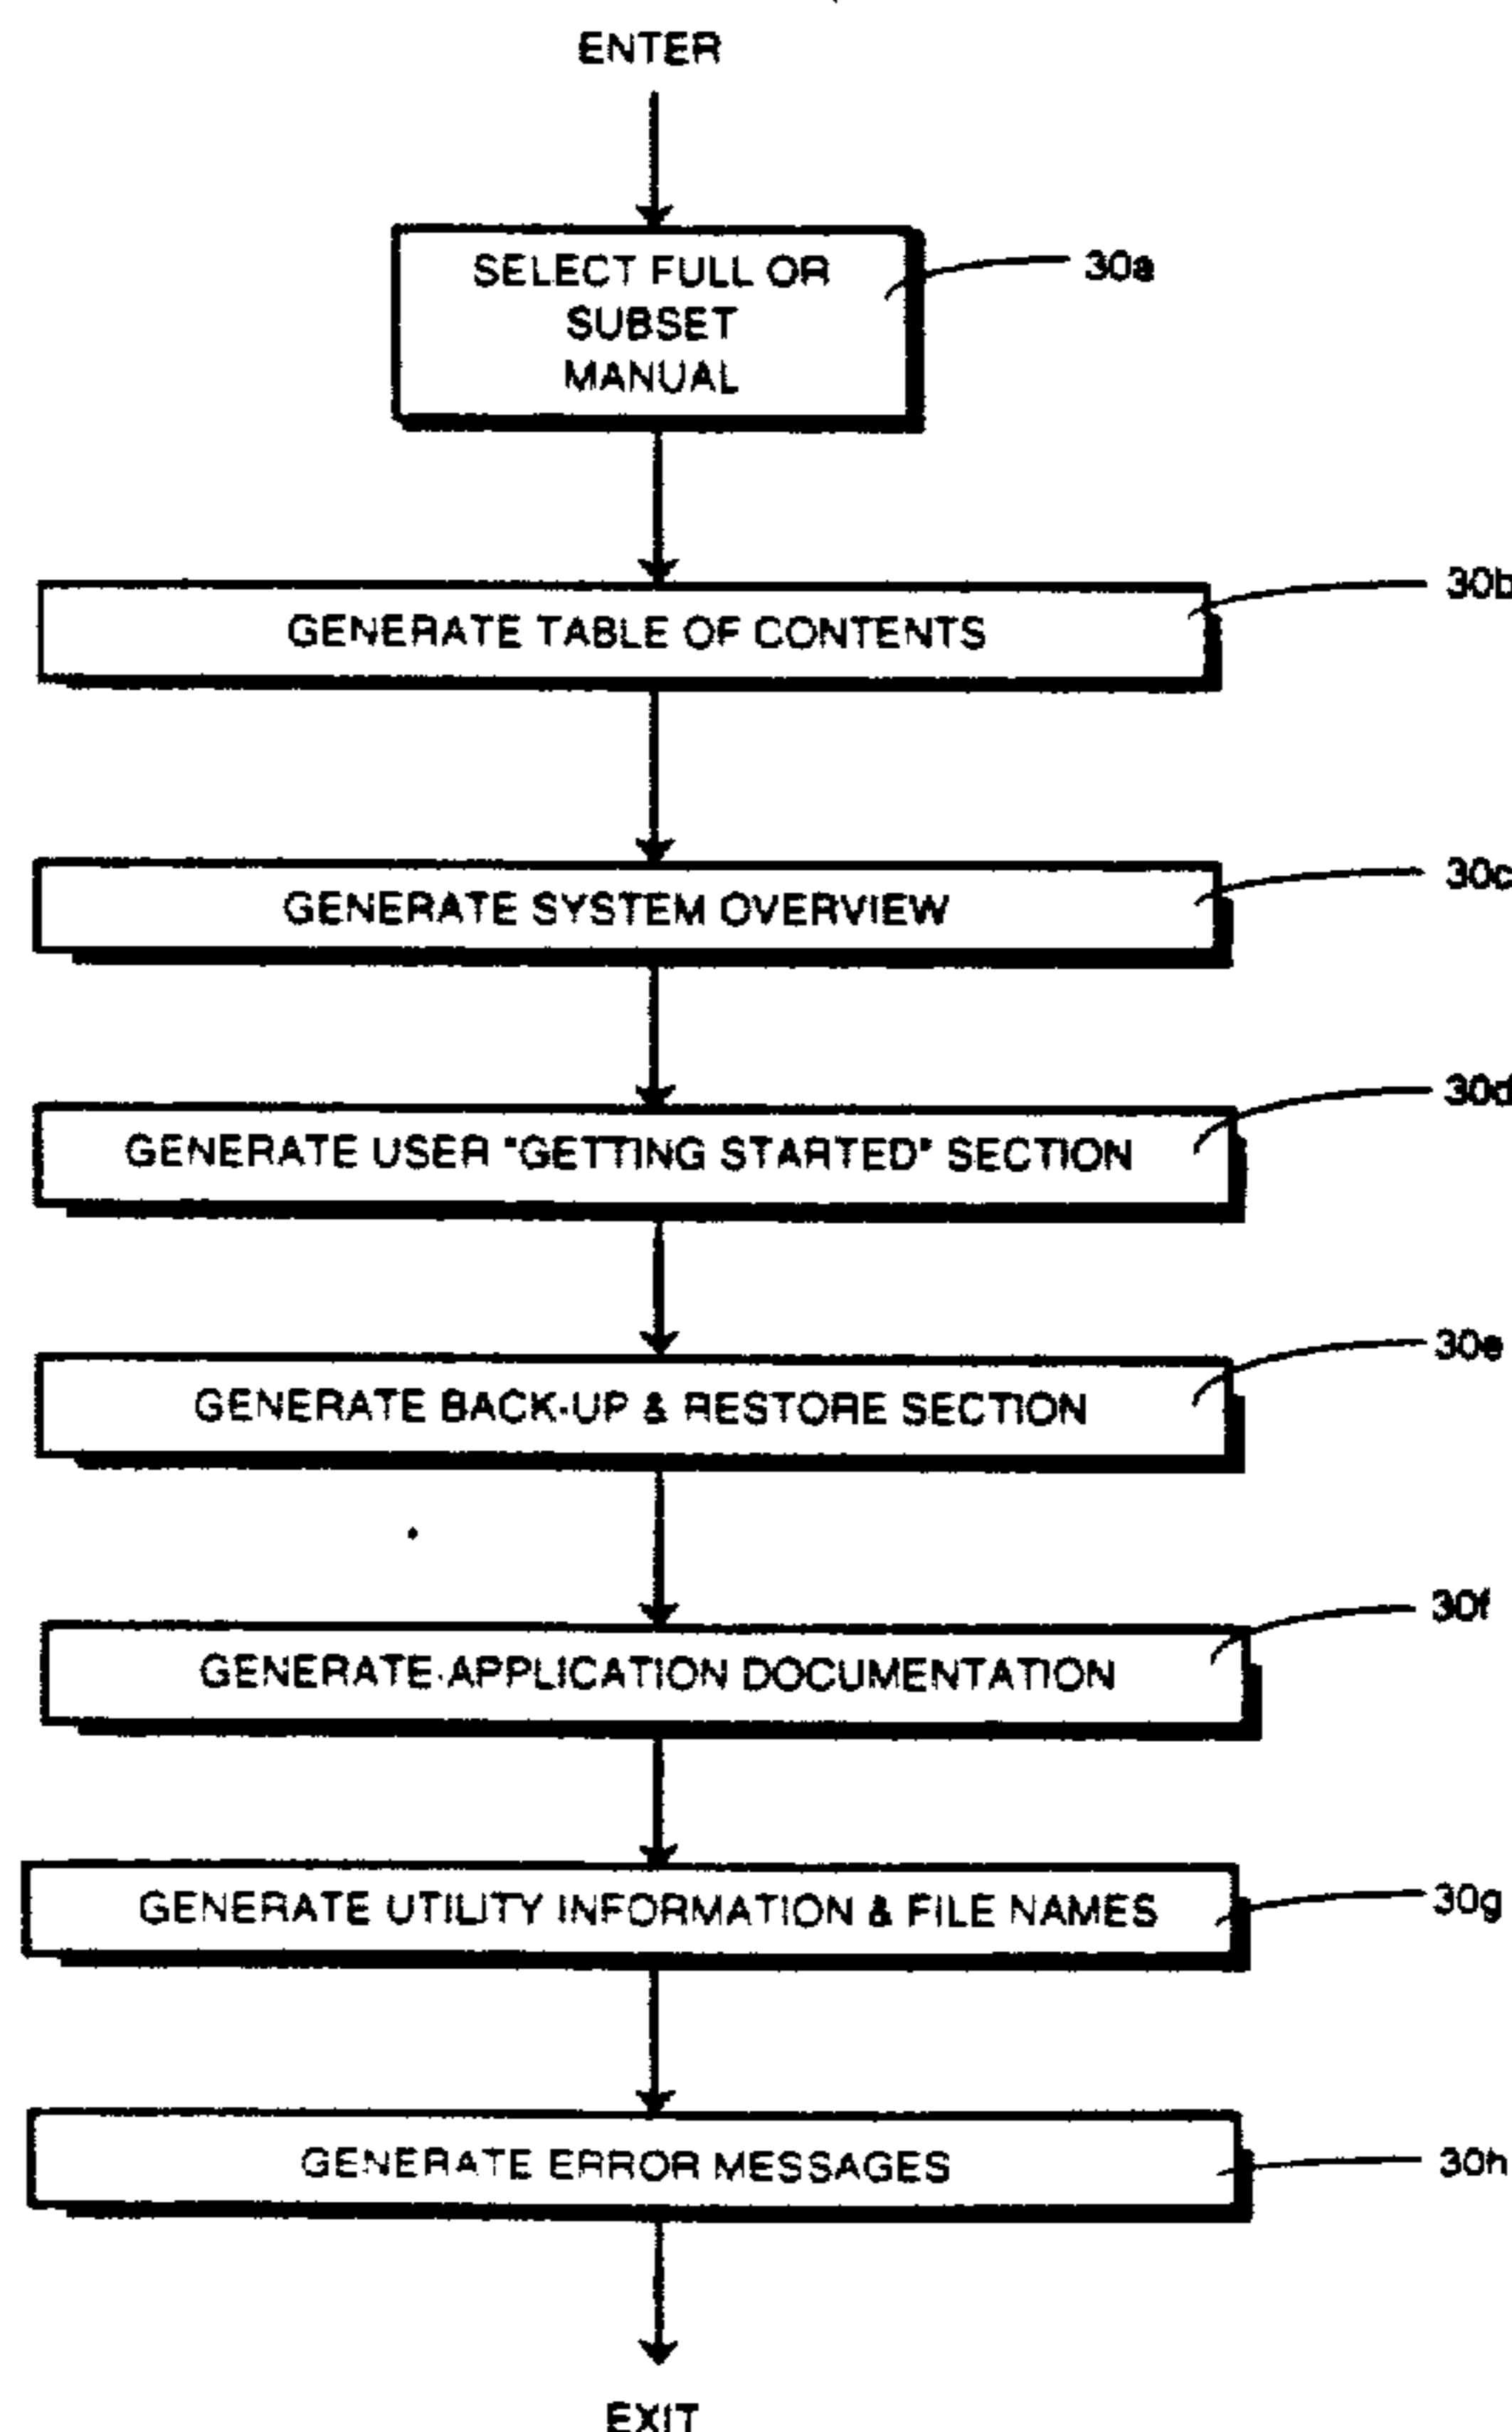 ENTER
SELECT FULL OR
SUBSET
MANUAL
30a
GENERATE TABLE OF CONTENTS
30b
GENERATE SYSTEM OVERVIEW
30c
GENERATE USER "GETTING STARTED" SECTION
30d
GENERATE BACK-UP & RESTORE SECTION
30e
GENERATE APPLICATION DOCUMENTATION
30f
GENERATE UTILITY INFORMATION & FILE NAMES
30g
GENERATE ERROR MESSAGES
30h
EXIT